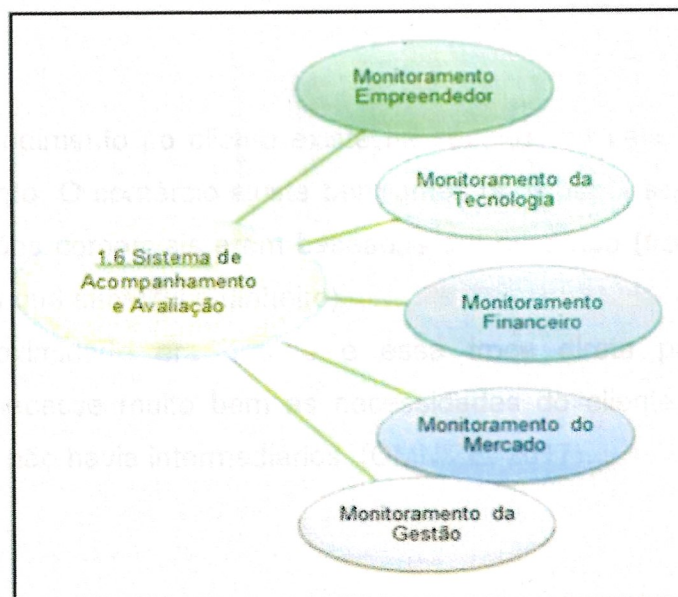 Monitoramento
Empreendedor
Monitoramento da
Tecnologia
1.6 Sistema de
Acompanhamento
e Avaliação
Monitoramento
Financeiro
Monitoramento do
Mercado
Monitoramento da
Gestão